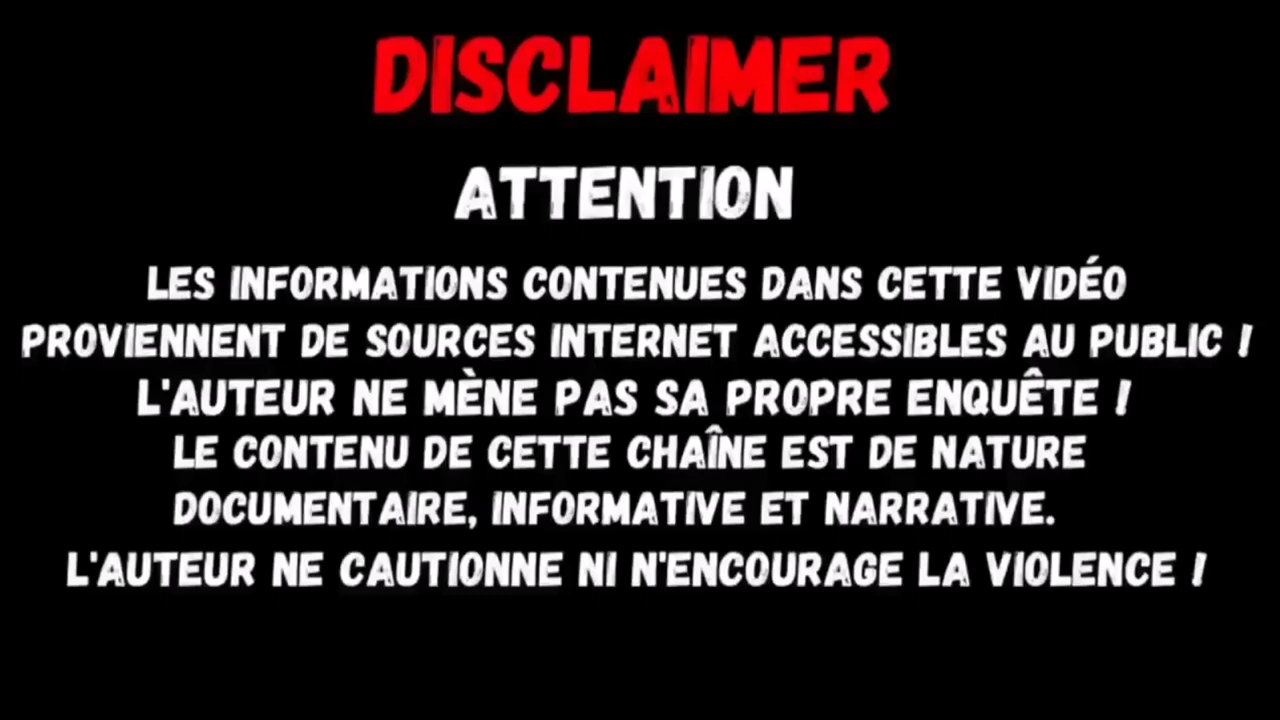 DISCLAIMER
ATTENTION
LES INFORMATIONS CONTENUES DANS CETTE VIDÉO
PROVIENNENT DE SOURCES INTERNET ACCESSIBLES AU PUBLIC !
L'AUTEUR NE MÈNE PAS SA PROPRE ENQUÊTE !
LE CONTENU DE CETTE CHAÎNE EST DE NATURE
DOCUMENTAIRE, INFORMATIVE ET NARRATIVE.
L'AUTEUR NE CAUTIONNE NI N'ENCOURAGE LA VIOLENCE !